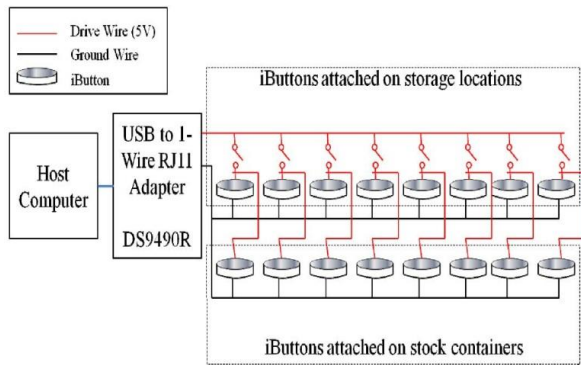 Drive Wire (5V)
Ground Wire
iButton
iButtons attached on storage locations
Host
Computer
USB to 1-
Wire RJ11
Adapter
DS9490R
iButtons attached on stock containers